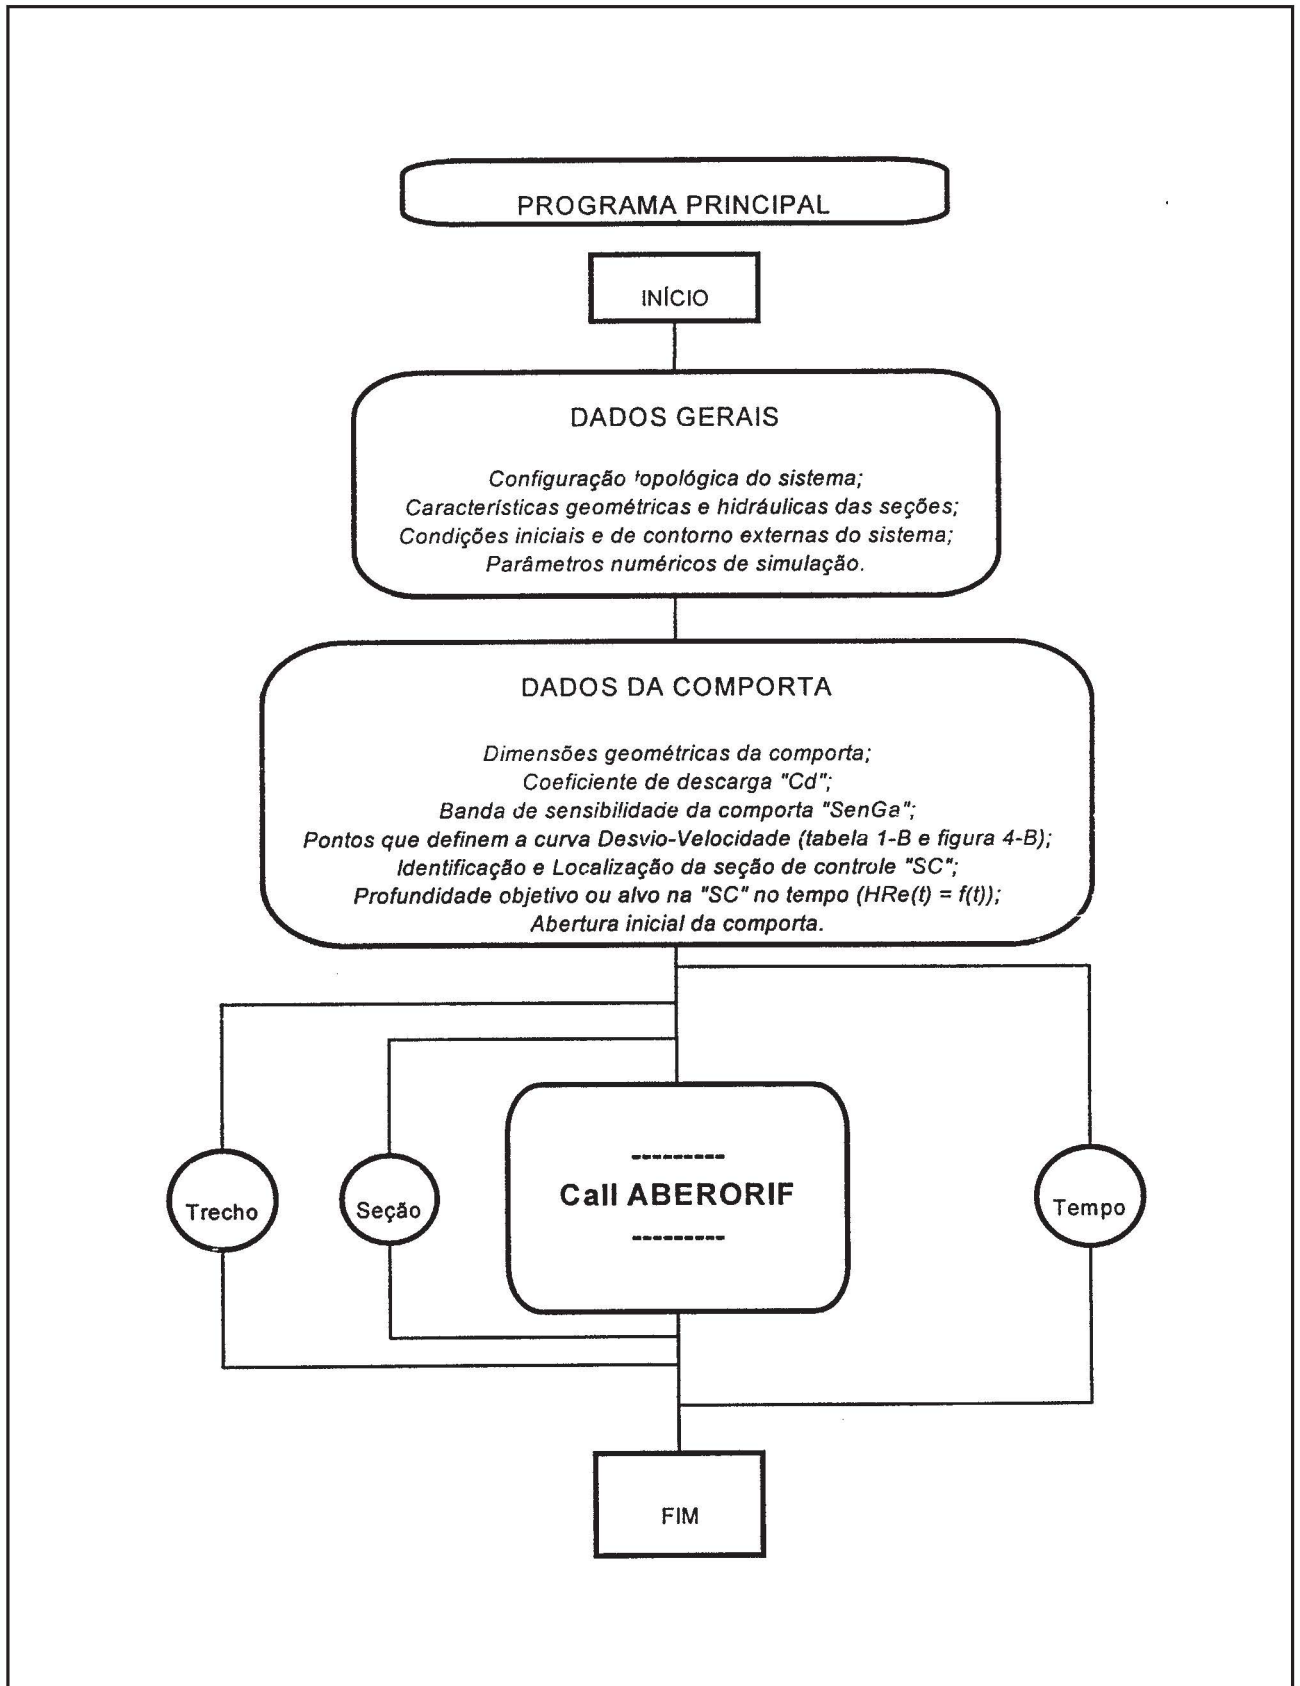 PROGRAMA PRINCIPAL
INÍCIO
DADOS GERAIS
Configuração topológica do sistema;
Características geométricas e hidráulicas das seções;
Condições iniciais e de contorno externas do sistema;
Parâmetros numéricos de simulação.
DADOS DA COMPORTA
Dimensões geométricas da comporta;
Coeficiente de descarga "Cd";
Banda de sensibilidade da comporta "SenGa";
Pontos que definem a curva Desvio-Velocidade (tabela 1-B e figura 4-B);
Identificação e Localização da seção de controle "SC";
Profundidade objetivo ou alvo na "SC" no tempo (HRe(t) = f(t));
Abertura inicial da comporta.
---------
Call ABERORIF
---------
Trecho
Seção
Tempo
FIM